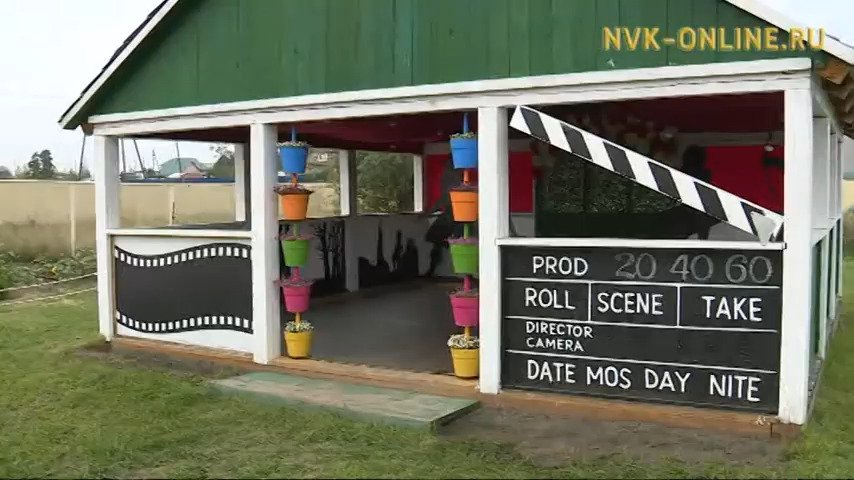 NVK-ONLINE.RU
PROD 20 40 60
ROLL SCENE TAKE
DIRECTOR
CAMERA
DATE MOS DAY NITE